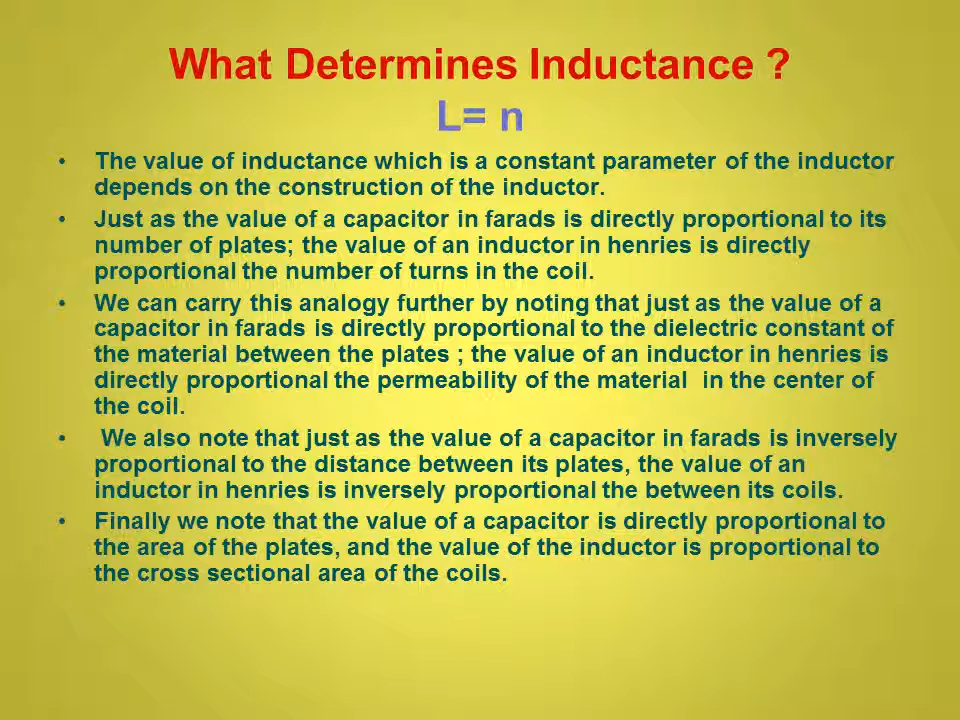 What Determines Inductance ?
L= n
• The value of inductance which is a constant parameter of the inductor
depends on the construction of the inductor.
• Just as the value of a capacitor in farads is directly proportional to its
number of plates; the value of an inductor in henries is directly
proportional the number of turns in the coil.
• We can carry this analogy further by noting that just as the value of a
capacitor in farads is directly proportional to the dielectric constant of
the material between the plates ; the value of an inductor in henries is
directly proportional the permeability of the material in the center of
the coil.
• We also note that just as the value of a capacitor in farads is inversely
proportional to the distance between its plates, the value of an
inductor in henries is inversely proportional the between its coils.
• Finally we note that the value of a capacitor is directly proportional to
the area of the plates, and the value of the inductor is proportional to
the cross sectional area of the coils.